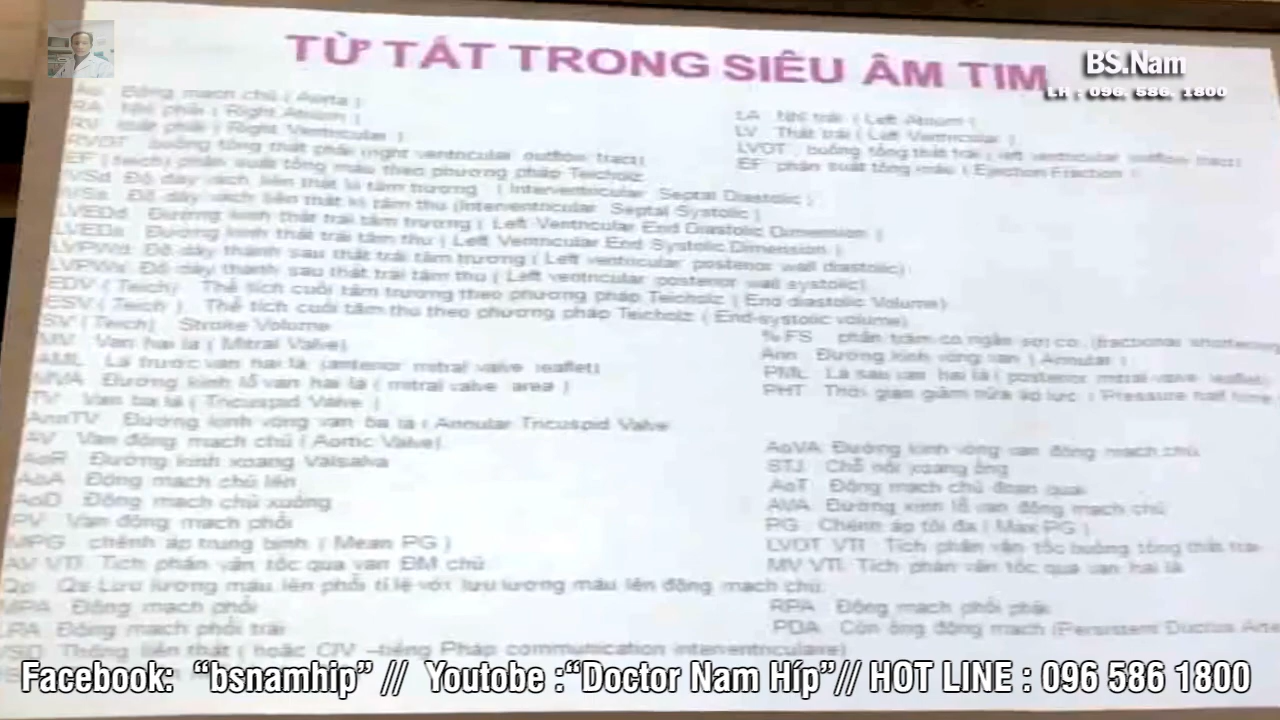 TỪ TẮT TRONG SIÊU ÂM TIM
BS.Nam
LH : 096. 586. 1800
Ao Động mạch chủ ( Aorta )
RA Nhĩ phải ( Right Atrium )
LA Nhĩ trái ( Left Atrium )
RV thất phải ( Right Ventricular )
LV Thất trái ( Left Ventricular )
RVOT buồng tống thất phải (right ventricular outflow tract)
LVOT buồng tống thất trái ( left ventricular outflow tract)
EF ( teich) phân suất tống máu theo phương pháp Teicholz
EF phân suất tống máu ( Ejection Fraction )
IVSd Độ dày vách liên thất kì tâm trương ( Interventricular Septal Diastolic )
IVSs Độ dày vách liên thất kì tâm thu (Interventricular Septal Systolic )
LVEDd Đường kính thất trái tâm trương ( Left Ventricular End Diastolic Dimension )
LVEDs Đường kính thất trái tâm thu ( Left Ventricular End Systolic Dimension )
LVPWd Độ dày thành sau thất trái tâm trương ( Left ventricular posterior wall diastolic)
LVPWs Độ dày thành sau thất trái tâm thu ( Left ventricular posterior wall systolic)
EDV ( Teich) Thể tích cuối tâm trương theo phương pháp Teicholz ( End diastolic Volume)
ESV ( Teich ) Thể tích cuối tâm thu theo phương pháp Teicholz ( End-systolic volume)
SV ( Teich) Stroke Volume
% FS phân trăm co ngắn sợi cơ (fractional shortening
MV Van hai lá ( Mitral Valve)
Ann Đường kính vòng van ( Annular )
AML Lá trước van hai lá (anterior mitral valve leaflet)
PML Lá sau van hai lá ( posterior mitral valve leaflet)
MVA Đường kính lỗ van hai lá ( mitral valve area )
PHT Thời gian giảm nửa áp lực ( Pressure half time
TV Van ba lá ( Tricuspid Valve )
AnnTV Đường kính vòng van ba lá ( Annular Tricuspid Valve
AV Van động mạch chủ ( Aortic Valve)
AoVA Đường kính vòng van động mạch chủ
AoR Đường kính xoang Valsalva
STJ Chỗ nối xoang ống
AoA Động mạch chủ lên
AoT Động mạch chủ đoạn quai
AoD Động mạch chủ xuống
AVA Đường kính lỗ van động mạch chủ
PV Van động mạch phổi
PG Chênh áp tối đa ( Max PG )
MPG chênh áp trung bình ( Mean PG )
LVOT VTI Tích phân vận tốc buồng tống thất trái
AV VTI Tích phân vận tốc qua van ĐM chủ
MV VTI Tích phân vận tốc qua van hai lá
Qp Qs Lưu lượng máu lên phổi tỉ lệ với lưu lượng máu lên động mạch chủ
MPA Động mạch phổi
RPA Động mạch phổi phải
LPA Động mạch phổi trái
PDA Còn ống động mạch (Persistent Ductus Arte
VSD Thông liên thất ( hoặc CIV –tiếng Pháp communication interventriculaire)
Facebook: “bsnamhip” // Youtobe :“Doctor Nam Híp”// HOT LINE : 096 586 1800